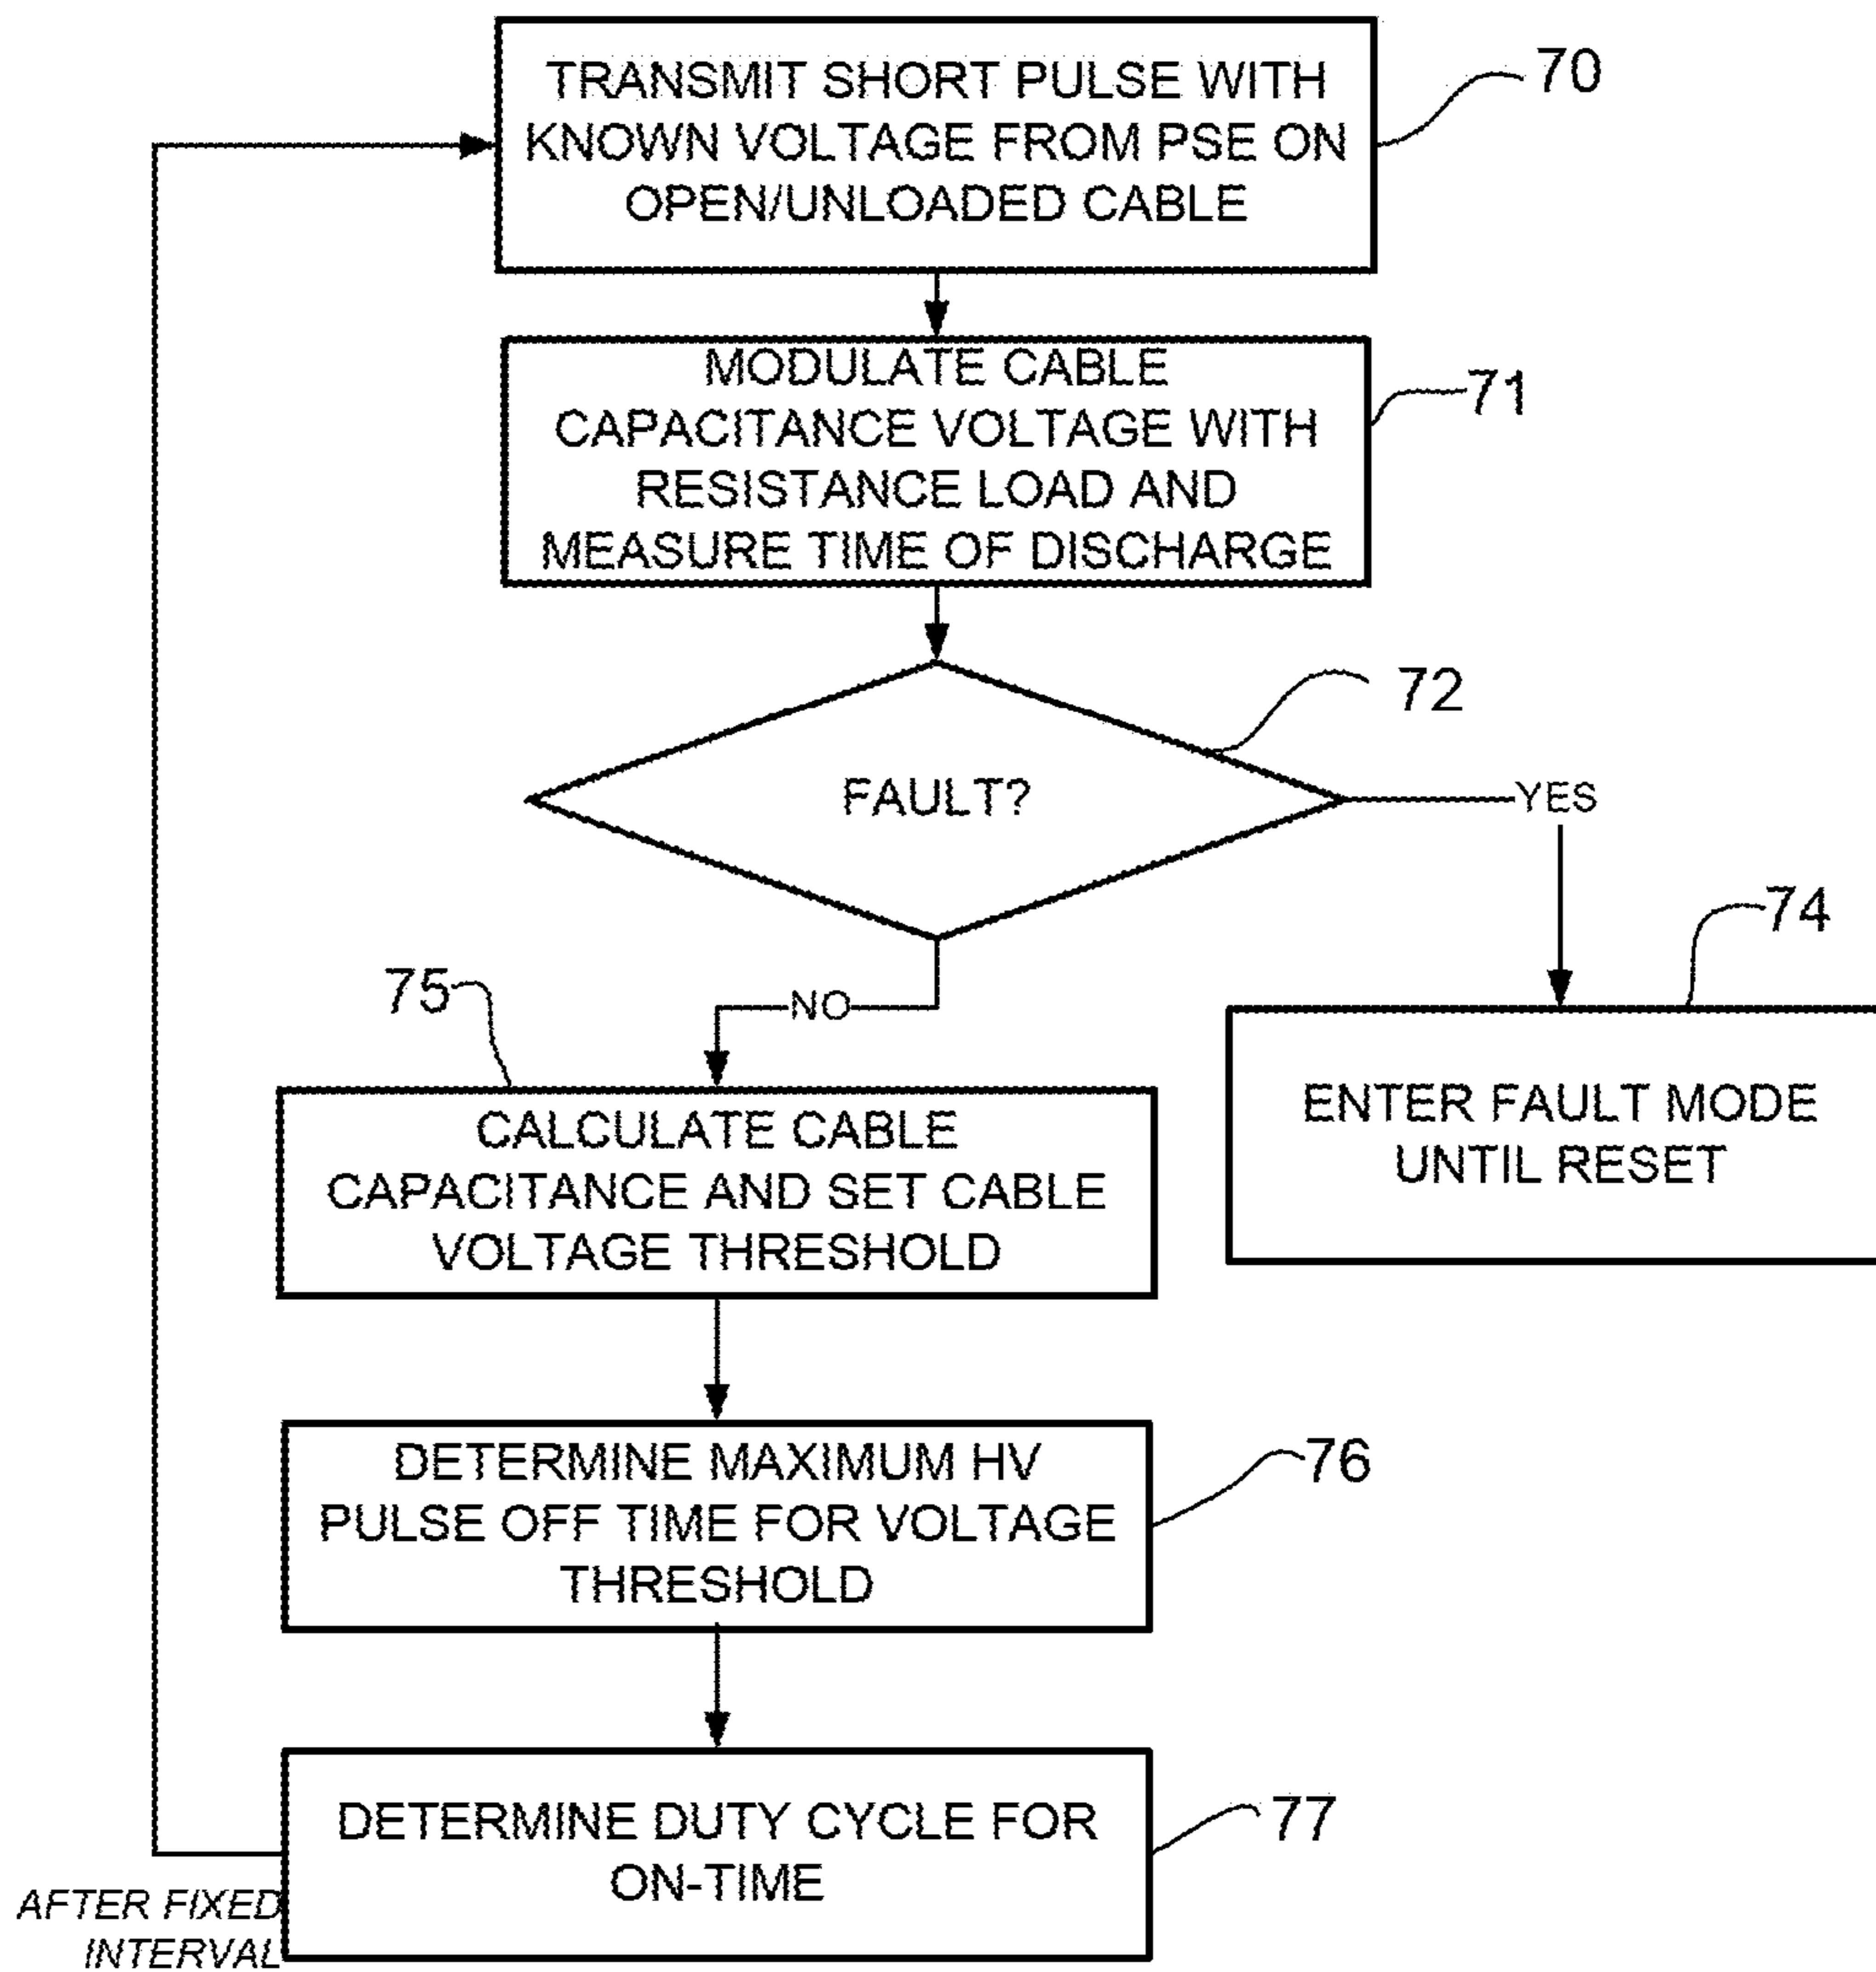 TRANSMIT SHORT PULSE WITH
KNOWN VOLTAGE FROM PSE ON
OPEN/UNLOADED CABLE
70
MODULATE CABLE
CAPACITANCE VOLTAGE WITH
RESISTANCE LOAD AND
MEASURE TIME OF DISCHARGE
71
FAULT?
72
YES
74
ENTER FAULT MODE
UNTIL RESET
NO
75
CALCULATE CABLE
CAPACITANCE AND SET CABLE
VOLTAGE THRESHOLD
DETERMINE MAXIMUM HV
PULSE OFF TIME FOR VOLTAGE
THRESHOLD
76
DETERMINE DUTY CYCLE FOR
ON-TIME
77
AFTER FIXED
INTERVAL